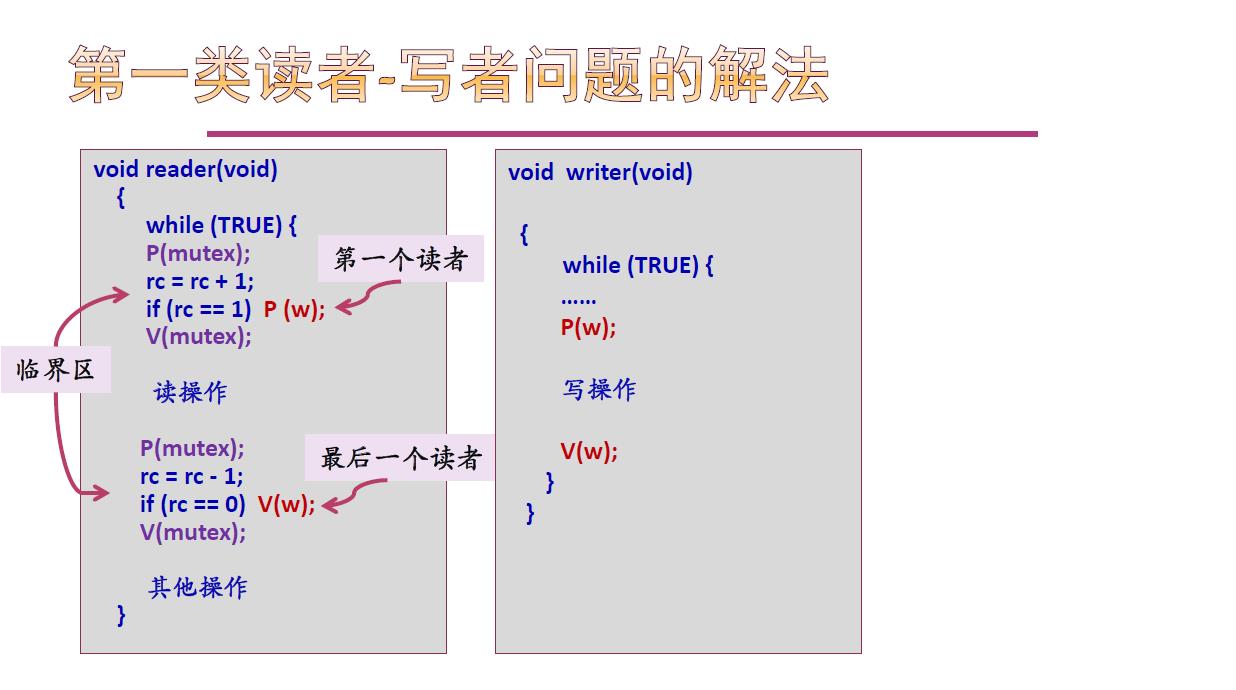 第一类读者-写者问题的解法
void reader(void)
{
while (TRUE) {
P(mutex);
第一个读者
rc = rc + 1;
if (rc == 1) P (w);
V(mutex);
临界区
读操作
P(mutex);
最后一个读者
rc = rc - 1;
if (rc == 0) V(w);
V(mutex);
其他操作
}
void writer(void)
{
while (TRUE) {
……
P(w);
写操作
V(w);
}
}